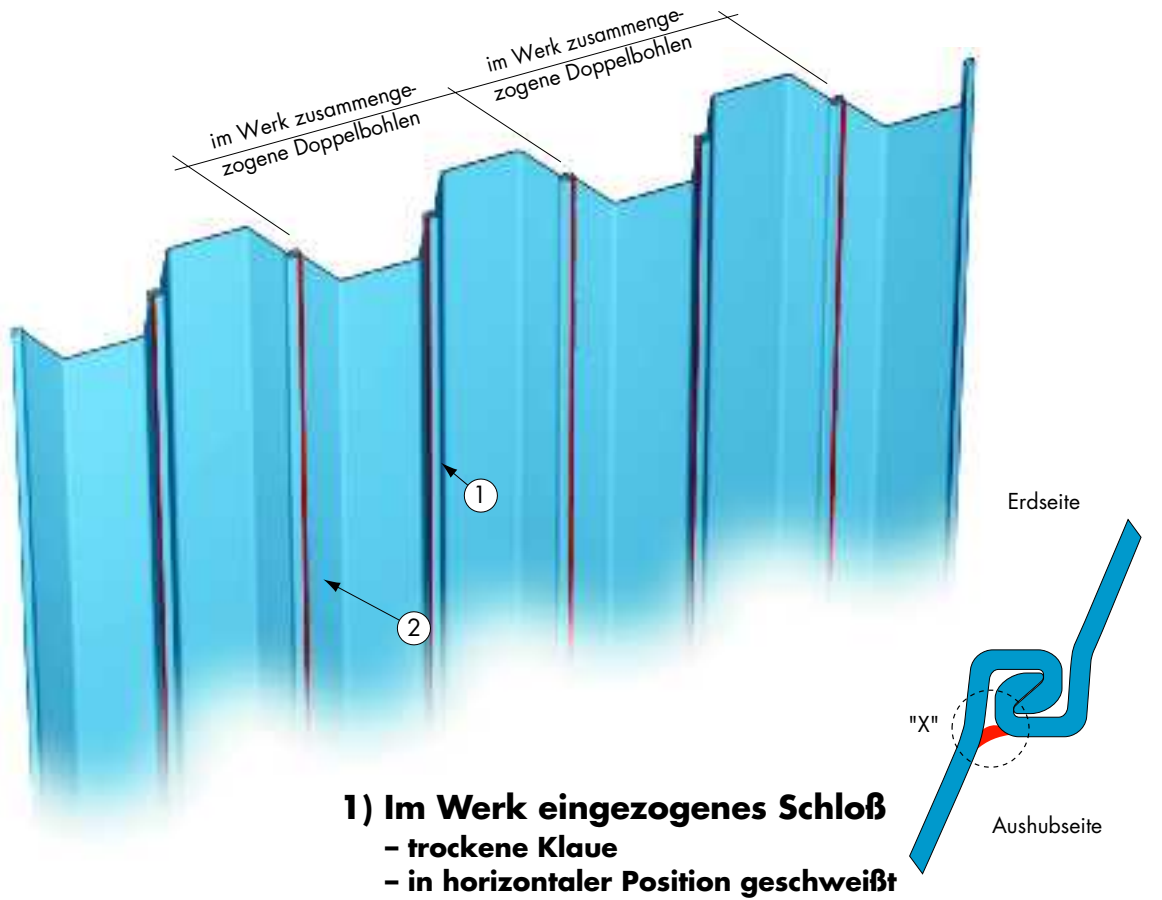 im Werk zusammenge-
zogene Doppelbohlen
im Werk zusammenge-
zogene Doppelbohlen
1
2
Erdseite
"X"
Aushubseite
1) Im Werk eingezogenes Schloß
– trockene Klaue
– in horizontaler Position geschweißt